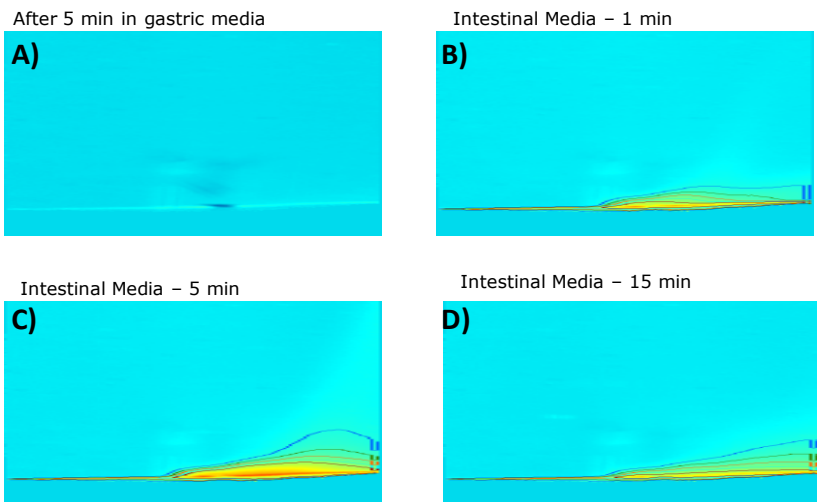 After 5 min in gastric media
A)
Intestinal Media – 1 min
B)
Intestinal Media – 5 min
C)
Intestinal Media – 15 min
D)